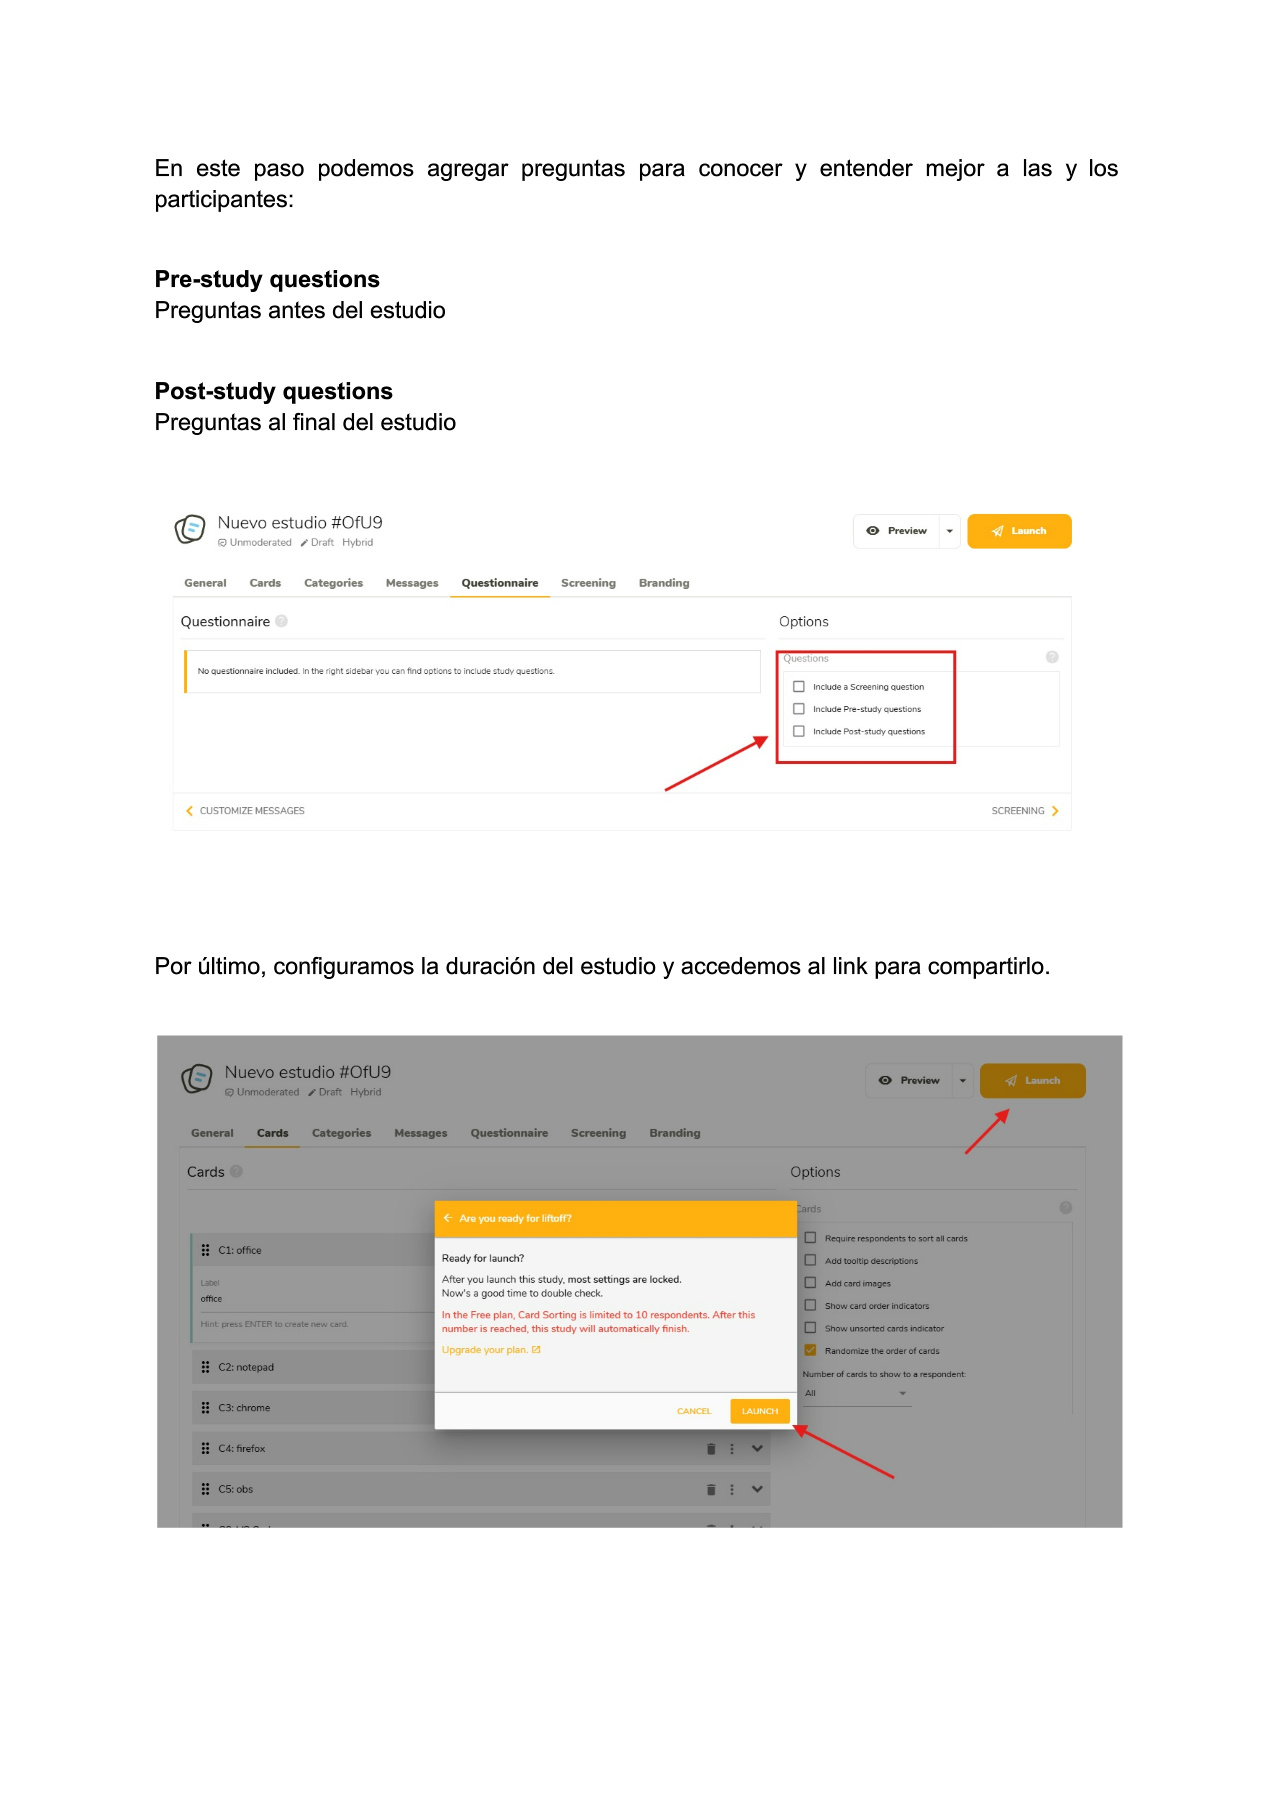 En este paso podemos agregar preguntas para conocer y entender mejor a las y los
participantes:
Pre-study questions
Preguntas antes del estudio
Post-study questions
Preguntas al final del estudio
Nuevo estudio #OfU9
Unmoderated Draft Hybrid
Preview
Launch
General Cards Categories Messages Questionnaire Screening Branding
Questionnaire
No questionnaire included. In the right sidebar you can find options to include study questions.
Options
Questions
Include a Screening question
Include Pre-study questions
Include Post-study questions
CUSTOMIZE MESSAGES
SCREENING
Por último, configuramos la duración del estudio y accedemos al link para compartirlo.
Nuevo estudio #OfU9
Unmoderated Draft Hybrid
Preview
Launch
General Cards Categories Messages Questionnaire Screening Branding
Cards
C1: office
Label
office
Hint: press ENTER to create new card.
C2: notepad
C3: chrome
C4: firefox
C5: obs
Are you ready for liftoff?
Ready for launch?
After you launch this study, most settings are locked.
Now's a good time to double check.
In the Free plan, Card Sorting is limited to 10 respondents. After this
number is reached, this study will automatically finish.
Upgrade your plan.
CANCEL
LAUNCH
Options
Cards
Require respondents to sort all cards
Add tooltip descriptions
Add card images
Show card order indicators
Show unsorted cards indicator
Randomize the order of cards
Number of cards to show to a respondent:
All